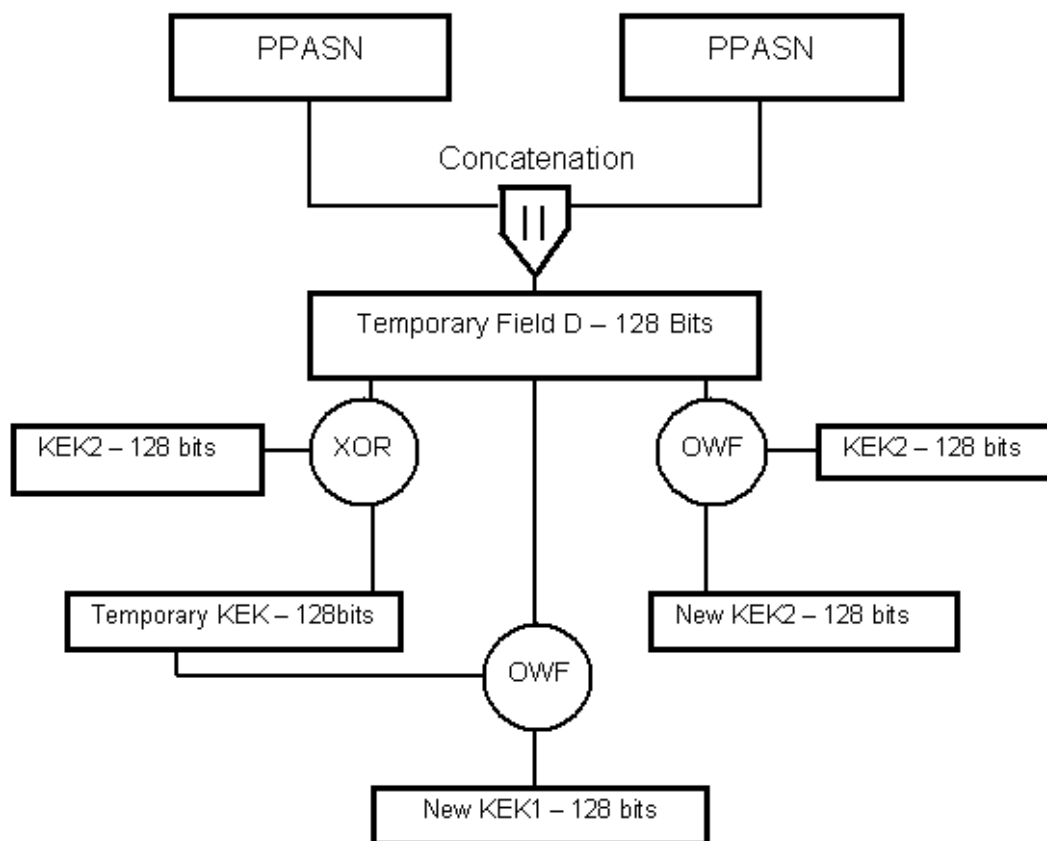 PPASN
PPASN
Concatenation
||
Temporary Field D – 128 Bits
KEK2 – 128 bits
XOR
OWF
KEK2 – 128 bits
Temporary KEK – 128bits
New KEK2 – 128 bits
OWF
New KEK1 – 128 bits